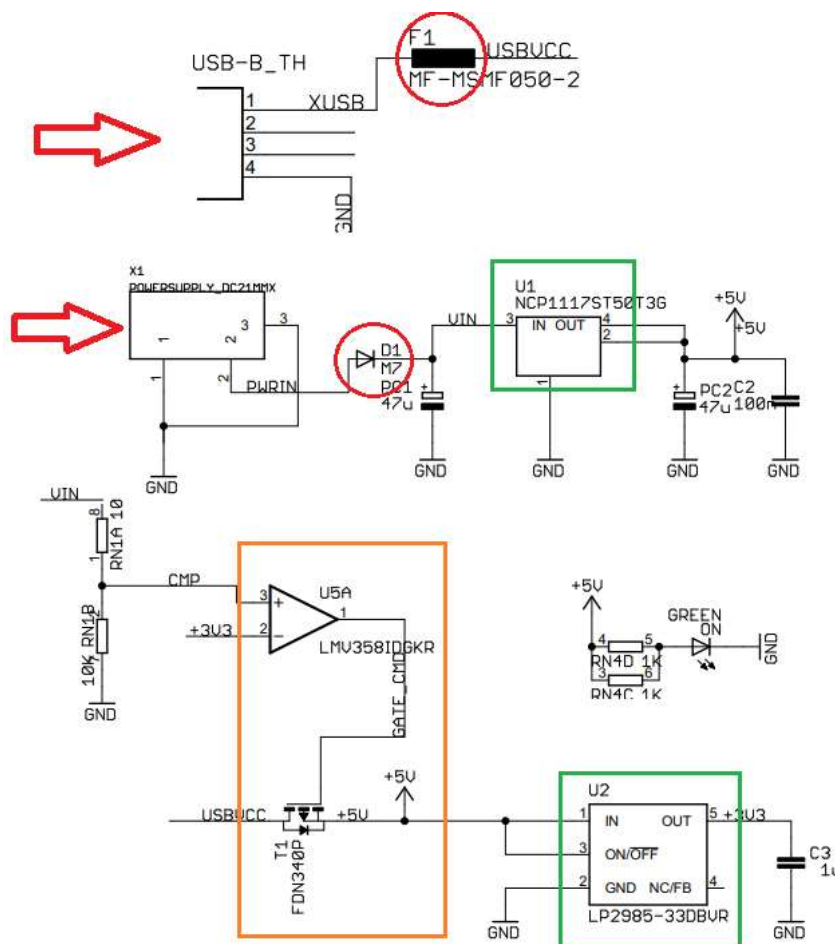 F1
USBVCC
USB-B_TH
MF-MSMF050-2
1
XUSB
2
3
4
GND
X1
POWERSUPPLY_DC21MMX
U1
NCP1117ST50T3G
+5V
3
3
VIN
3
IN OUT
4
+5V
1
2
D1
2
M7
1
2
PWRIN
PC1
1
PC2
C2
47u
47u
100n
GND
GND
GND
GND
GND
VIN
8
RN1A 10
1
CMP
U5A
+5V
3
+
1
GREEN
2
ON
+3V3
2
-
LMV358IDGKR
4
5
10K RN1B
RN4D 1K
GND
7
3
6
GATE_CMD
RN4C 1K
GND
U2
+5V
USBVCC
+5V
1
IN
OUT
5
+3V3
T1
FDN340P
3
ON/OFF
C3
2
GND
NC/FB
4
1u
LP2985-33DBVR
GND
GND